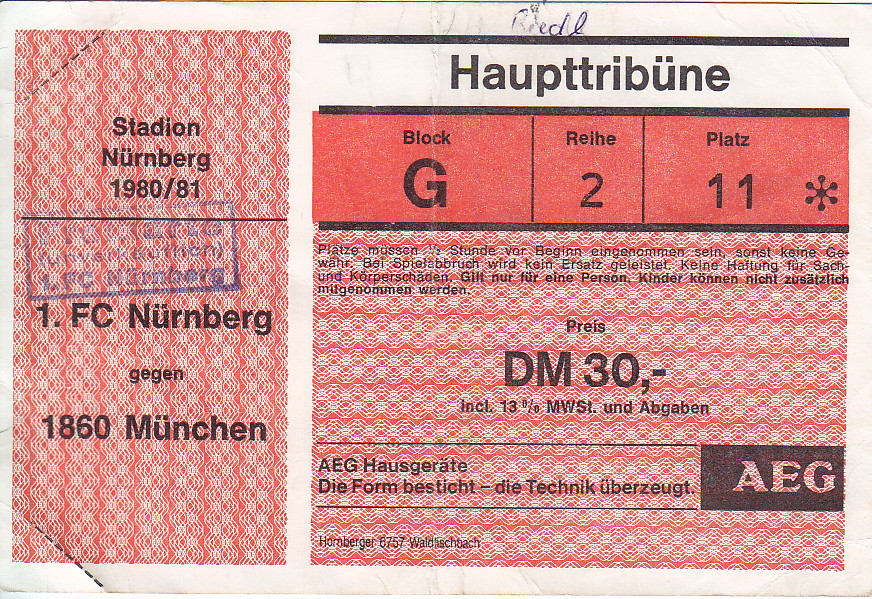 Riedl
Haupttribüne
Stadion
Nürnberg
1980/81
1. FC Nürnberg
1. FC Nürnberg
gegen
1860 München
Block
G
Reihe
2
Platz
11 *
Plätze müssen ½ Stunde vor Beginn eingenommen sein, sonst keine Ge-
währ. Bei Spielabbruch wird kein Ersatz geleistet. Keine Haftung für Sach-
und Körperschäden. Gilt nur für eine Person. Kinder können nicht zusätzlich
mitgenommen werden.
Preis
DM 30,-
incl. 13 % MWSt. und Abgaben
AEG Hausgeräte
Die Form besticht – die Technik überzeugt.
AEG
Hornberger 6757 Waldfischbach